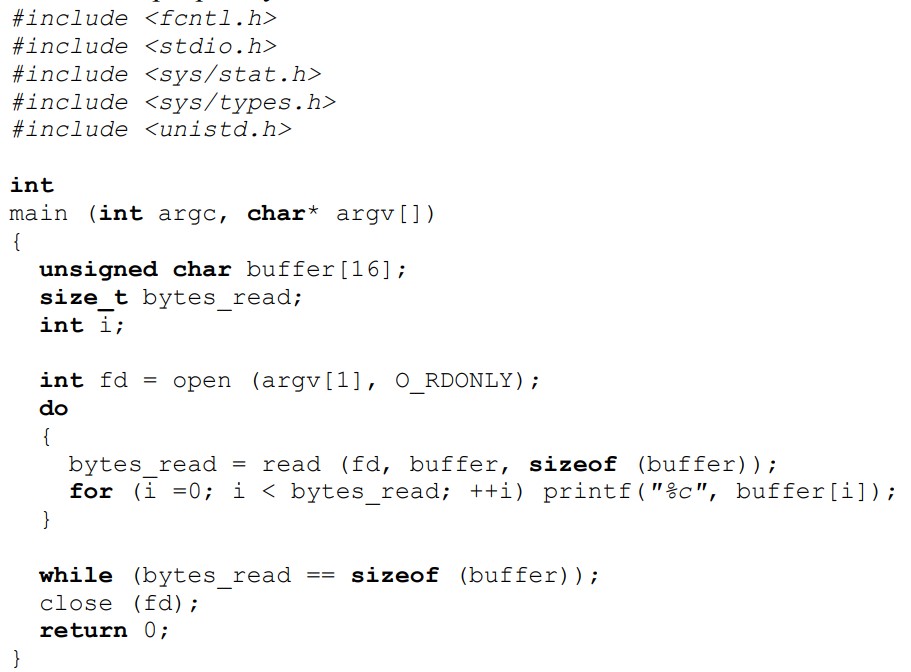 #include <fcntl.h>
#include <stdio.h>
#include <sys/stat.h>
#include <sys/types.h>
#include <unistd.h>
int
main (int argc, char* argv[])
{
unsigned char buffer[16];
size_t bytes_read;
int i;
int fd = open (argv[1], O_RDONLY);
do
{
bytes_read = read (fd, buffer, sizeof (buffer));
for (i =0; i < bytes_read; ++i) printf("%c", buffer[i]);
}
while (bytes_read == sizeof (buffer));
close (fd);
return 0;
}